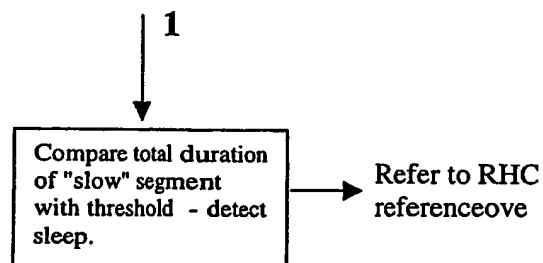 1
Compare total duration
of "slow" segment
with threshold - detect
sleep.
Refer to RHC
referenceove